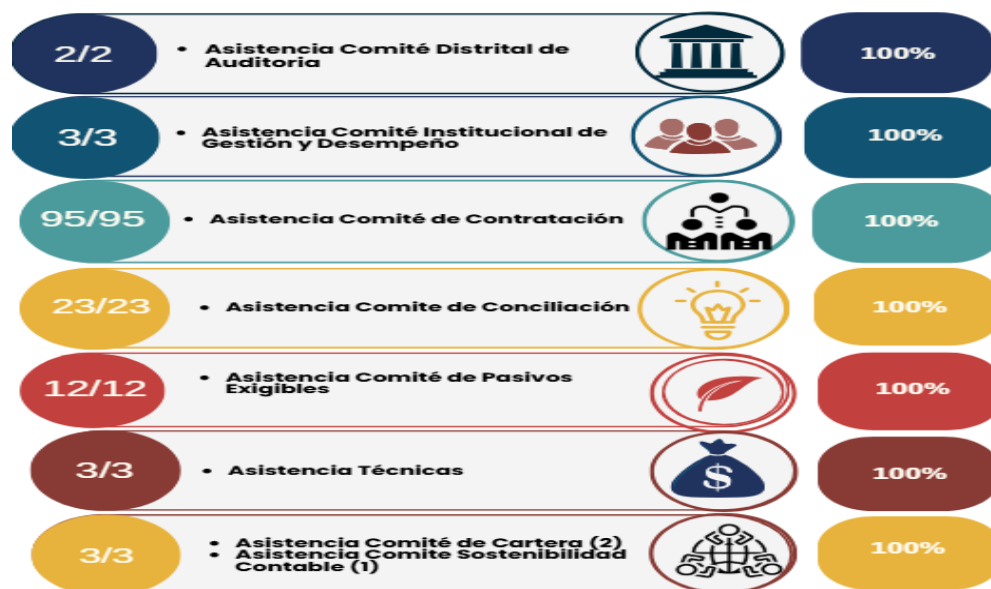 2/2
• Asistencia Comité Distrital de
Auditoria
100%
3/3
• Asistencia Comité Institucional de
Gestión y Desempeño
100%
95/95
• Asistencia Comité de Contratación
100%
23/23
• Asistencia Comite de Conciliación
100%
12/12
• Asistencia Comité de Pasivos
Exigibles
100%
3/3
• Asistencia Técnicas
$
100%
3/3
• Asistencia Comité de Cartera (2)
• Asistencia Comite Sostenibilidad
Contable (1)
100%